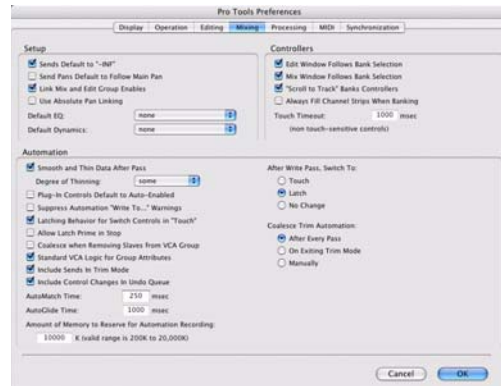 Pro Tools Preferences
Display Operation Editing Mixing Processing MIDI Synchronization
Setup
Sends Default to "-INF"
Send Pans Default to Follow Main Pan
Link Mix and Edit Group Enables
Use Absolute Pan Linking
Default EQ: none
Default Dynamics: none
Controllers
Edit Window Follows Bank Selection
Mix Window Follows Bank Selection
"Scroll to Track" Banks Controllers
Always Fill Channel Strips When Banking
Touch Timeout: 1000 msec
(non touch-sensitive controls)
Automation
Smooth and Thin Data After Pass
Degree of Thinning: some
Plug-In Controls Default to Auto-Enabled
Suppress Automation "Write To..." Warnings
Latching Behavior for Switch Controls in "Touch"
Allow Latch Prime in Stop
Coalesce when Removing Slaves from VCA Group
Standard VCA Logic for Group Attributes
Include Sends In Trim Mode
Include Control Changes In Undo Queue
AutoMatch Time: 250 msec
AutoGlide Time: 1000 msec
Amount of Memory to Reserve for Automation Recording:
10000 K (valid range is 200K to 20,000K)
After Write Pass, Switch To:
Touch
Latch
No Change
Coalesce Trim Automation:
After Every Pass
On Exiting Trim Mode
Manually
Cancel OK